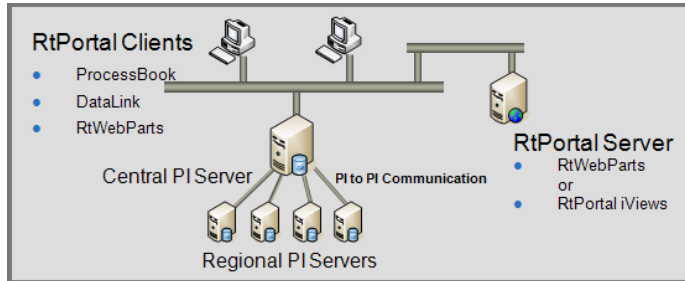 RtPortal Clients
ProcessBook
DataLink
RtWebParts
Central PI Server
PI to PI Communication
Regional PI Servers
RtPortal Server
RtWebParts
or
RtPortal iViews